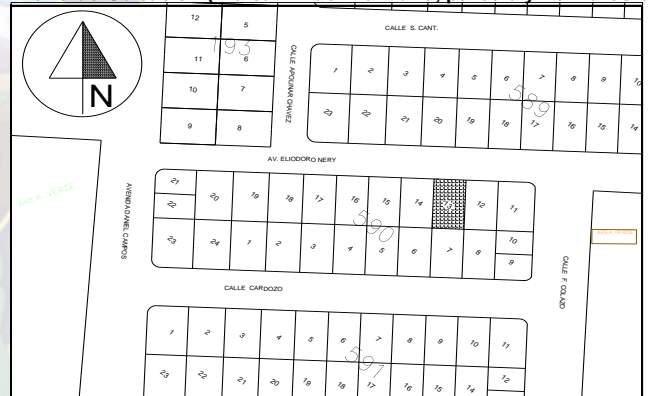 N
12 5
193
11 6
10 7
9 8
CALLE APOLINAR CHAVEZ
CALLE S. CANT.
1 2 3 4 5 6 7 8 9 10
589
23 22 21 20 19 18 17 16 15 14
AV. ELIODORO NERY
AREA VERDE
AVENIDA DANIEL CAMPOS
21 20 19 18 17 16 15 14 13 12 11
22
590
23 24 1 2 3 4 5 6 7 8 10
9
AREA VERDE
CALLE F. COLAZO
CALLE CARDOZO
1 2 3 4 5 6 7 8 9 10 11
591
23 22 21 20 19 18 17 16 15 14 12